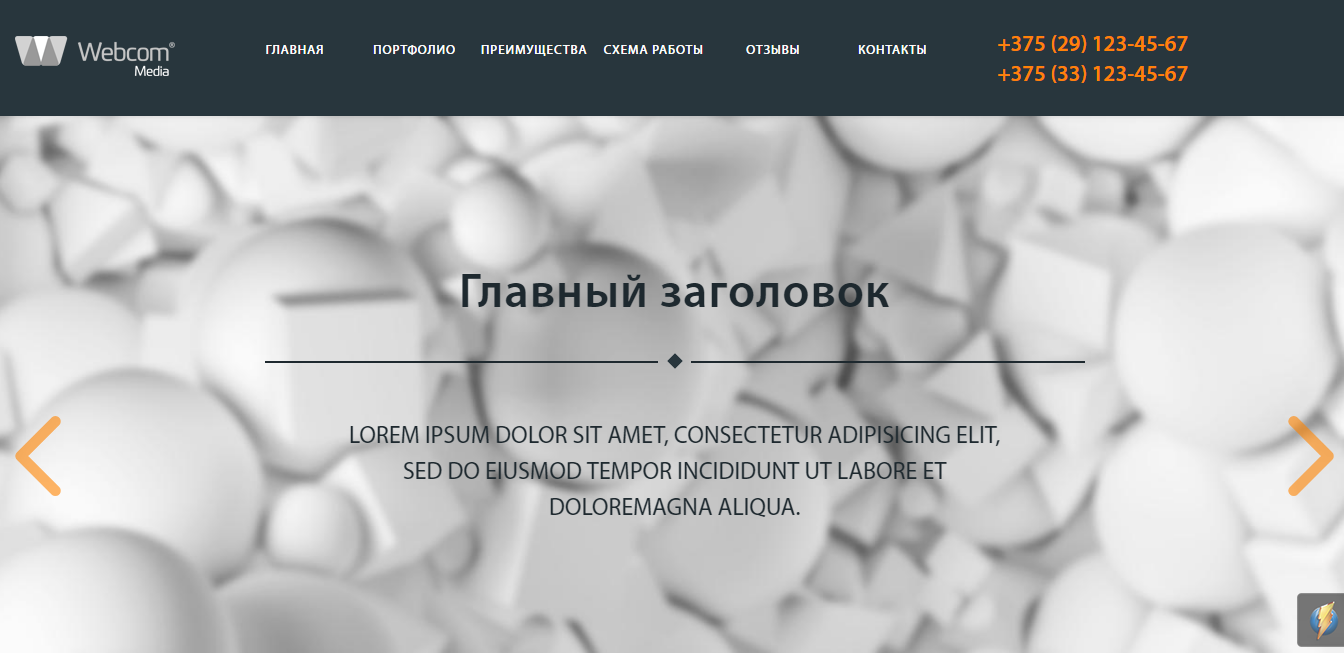 Webcom®
Media
ГЛАВНАЯ
ПОРТФОЛИО
ПРЕИМУЩЕСТВА
СХЕМА РАБОТЫ
ОТЗЫВЫ
КОНТАКТЫ
+375 (29) 123-45-67
+375 (33) 123-45-67
Главный заголовок
LOREM IPSUM DOLOR SIT AMET, CONSECTETUR ADIPISICING ELIT,
SED DO EIUSMOD TEMPOR INCIDIDUNT UT LABORE ET
DOLOREMAGNA ALIQUA.